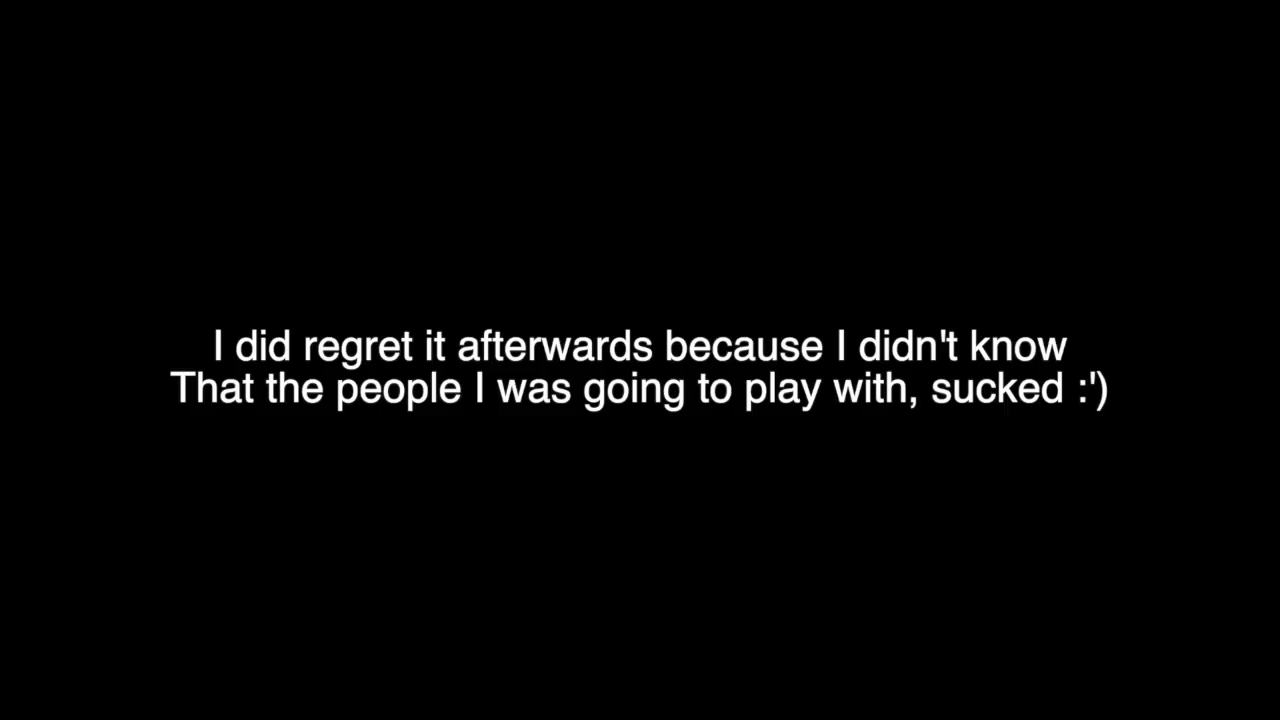 I did regret it afterwards because I didn't know
That the people I was going to play with, sucked :')